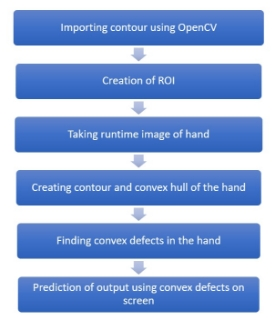 Importing contour using OpenCV
Creation of ROI
Taking runtime image of hand
Creating contour and convex hull of the hand
Finding convex defects in the hand
Prediction of output using convex defects on
screen